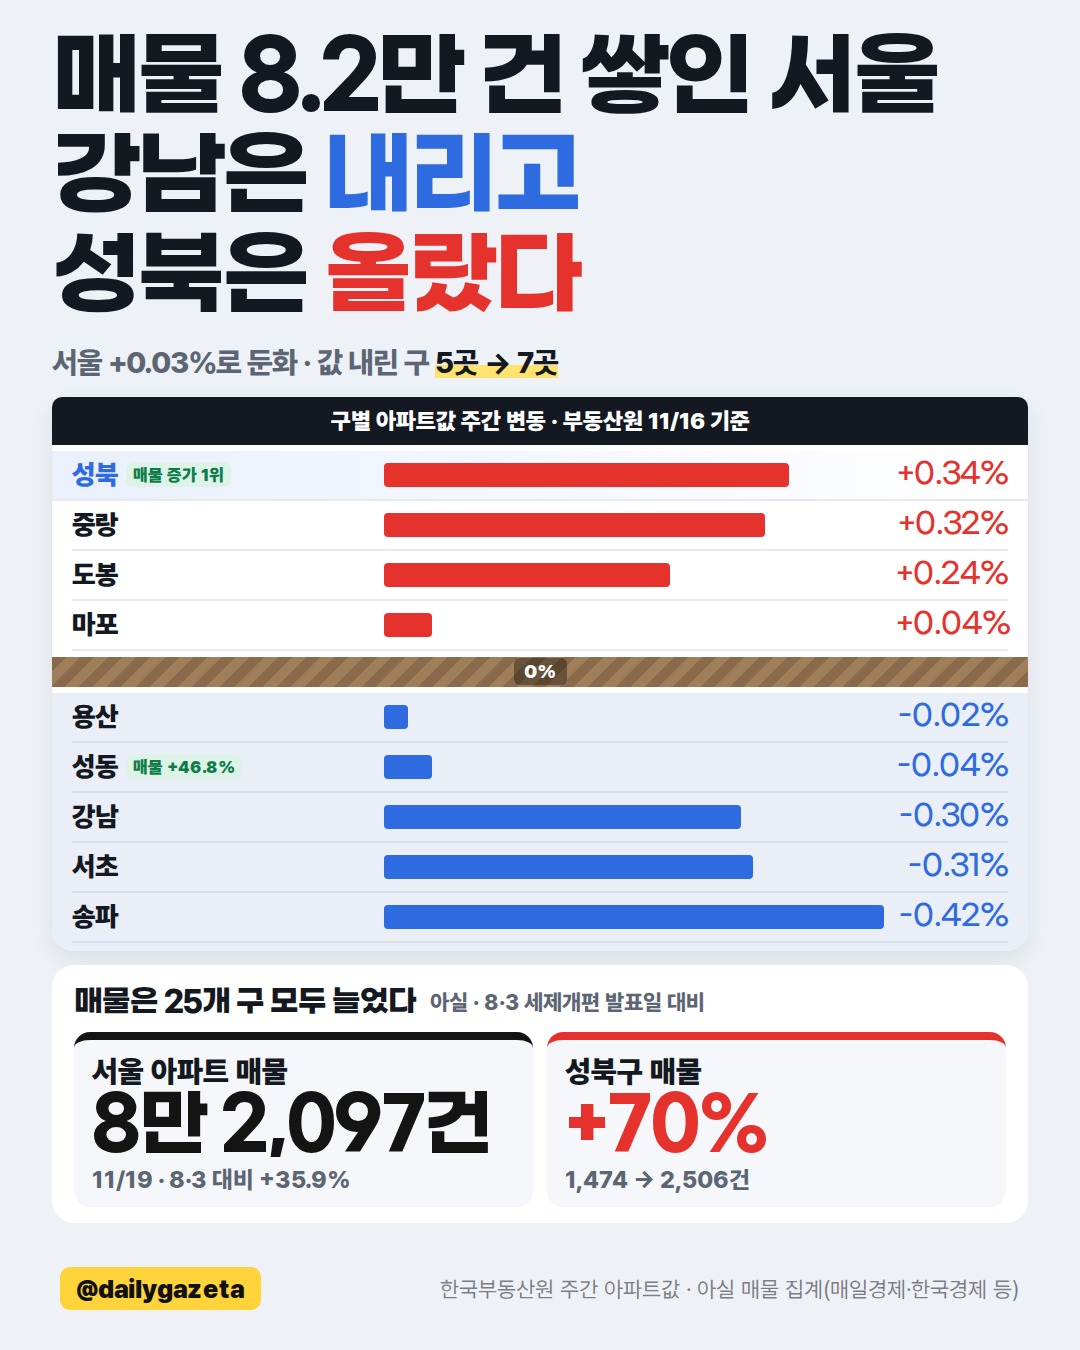 매물 8.2만 건 쌓인 서울
강남은 내리고
성북은 올랐다
서울 +0.03%로 둔화 · 값 내린 구 5곳 → 7곳
구별 아파트값 주간 변동 · 부동산원 11/16 기준
성북 매물 증가 1위 +0.34%
중랑 +0.32%
도봉 +0.24%
마포 +0.04%
0%
용산 -0.02%
성동 매물 +46.8% -0.04%
강남 -0.30%
서초 -0.31%
송파 -0.42%
매물은 25개 구 모두 늘었다 아실 · 8·3 세제개편 발표일 대비
서울 아파트 매물
8만 2,097건
11/19 · 8·3 대비 +35.9%
성북구 매물
+70%
1,474 → 2,506건
@dailygazeta
한국부동산원 주간 아파트값 · 아실 매물 집계(매일경제·한국경제 등)